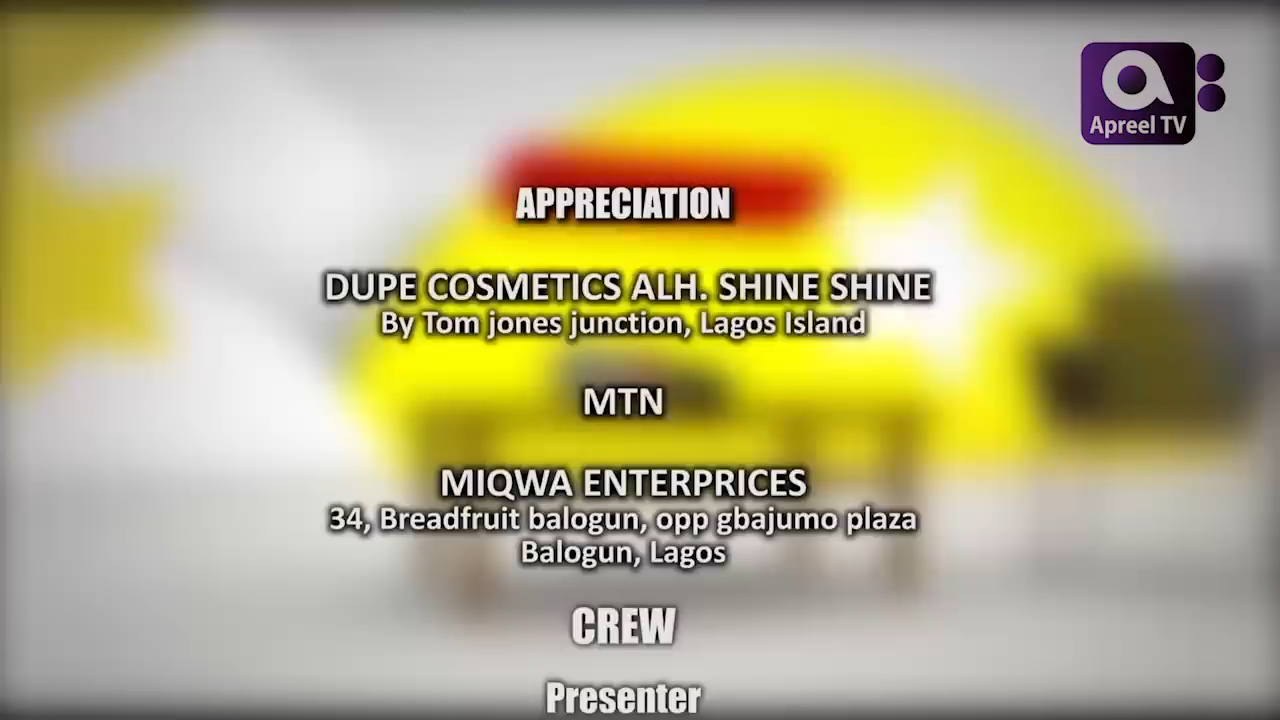 Apreel TV
APPRECIATION
DUPE COSMETICS ALH. SHINE SHINE
By Tom jones junction, Lagos Island
MTN
MIQWA ENTERPRICES
34, Breadfruit balogun, opp gbajumo plaza
Balogun, Lagos
CREW
Presenter